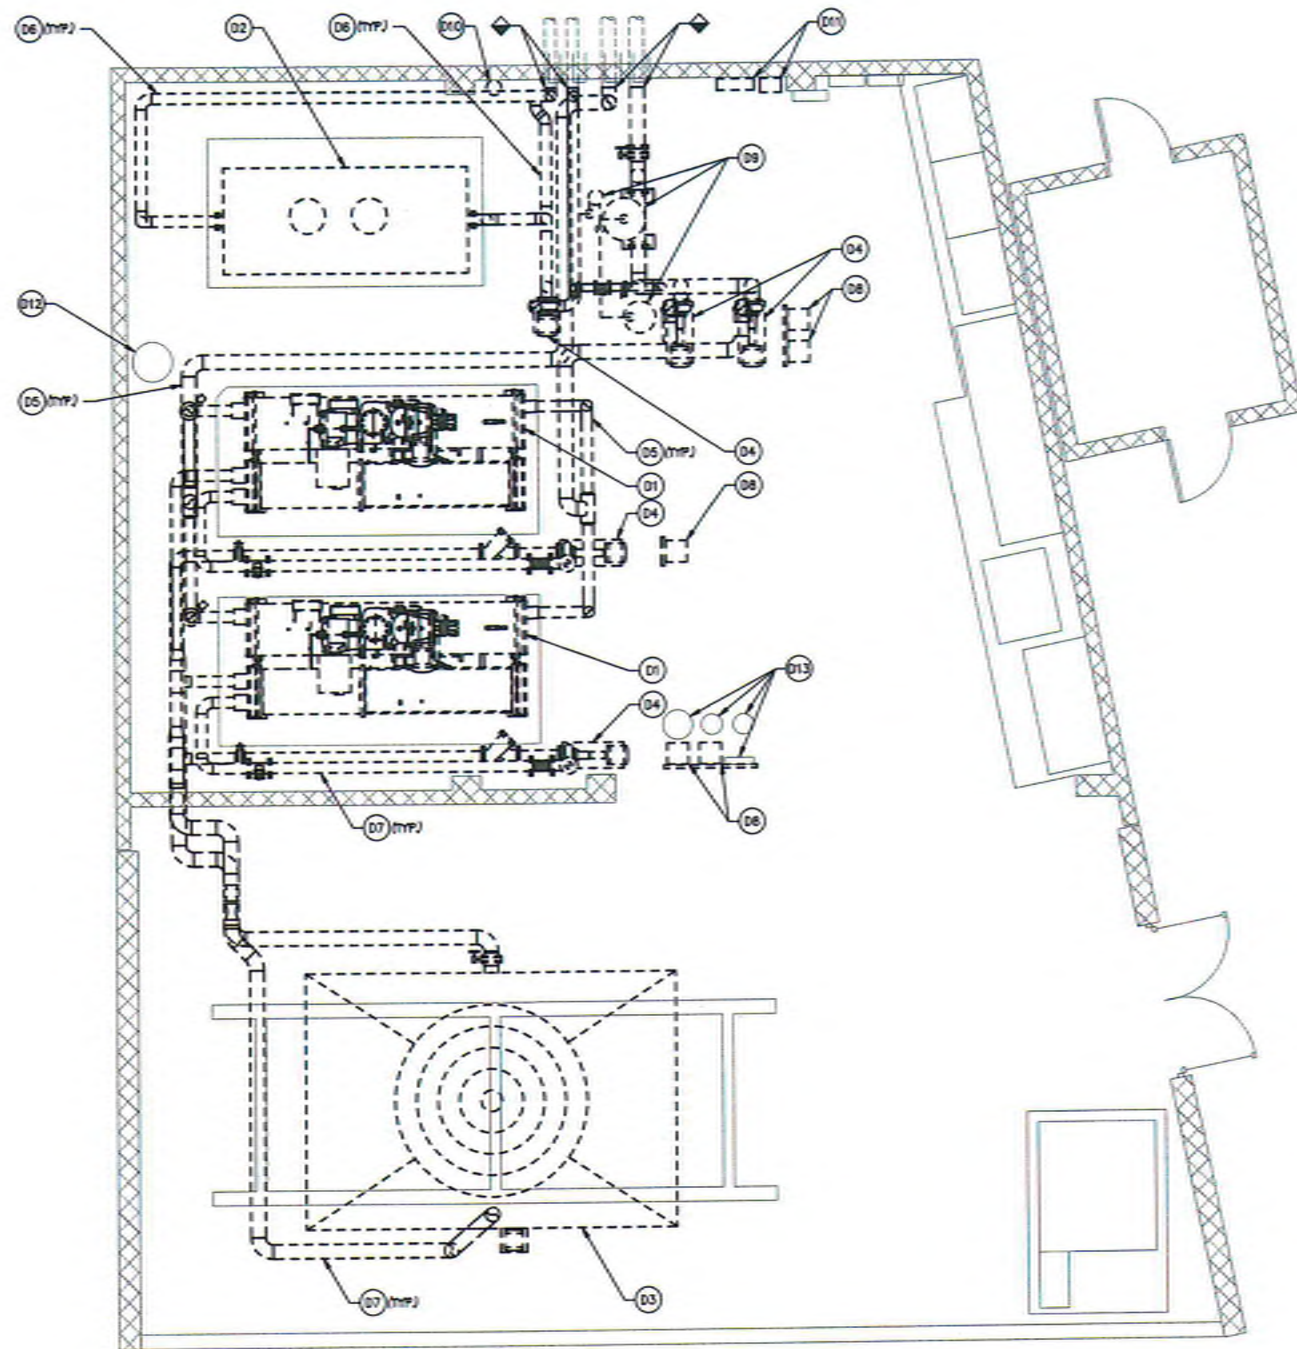 D6 (TYP.)
D2
D6 (TYP.)
D10
D11
D9
D4
D8
D12
D5 (TYP.)
D4
D5 (TYP.)
D8
D1
D4
D1
D13
D4
D8
D7 (TYP.)
D7 (TYP.)
D3